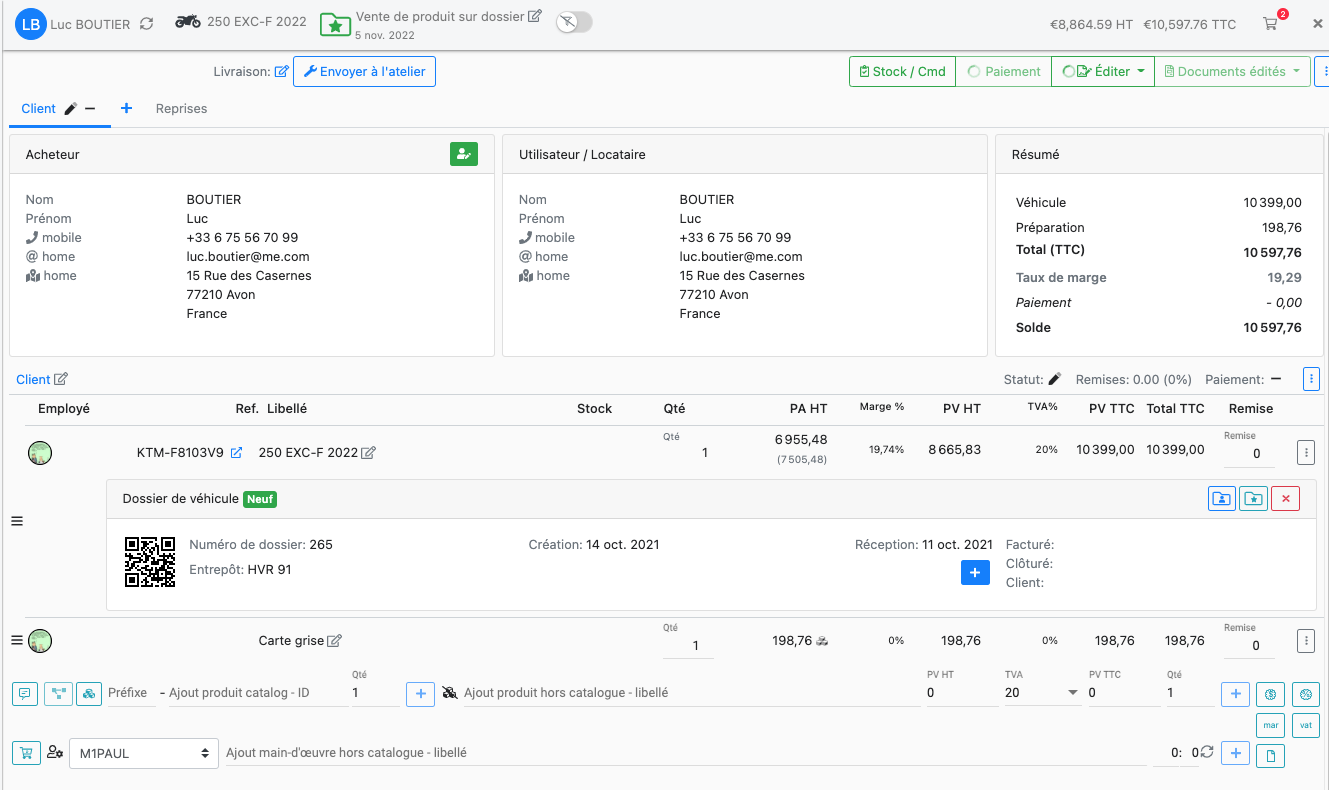 LB Luc BOUTIER 250 EXC-F 2022 Vente de produit sur dossier €8,864.59 HT €10,597.76 TTC 2
5 nov. 2022
Livraison: Envoyer à l'atelier Stock / Cmd Paiement Éditer Documents édités
Client Reprises
Acheteur Utilisateur / Locataire Résumé
Nom BOUTIER Nom BOUTIER Véhicule 10 399,00
Prénom Luc Prénom Luc Préparation 198,76
mobile +33 6 75 56 70 99 mobile +33 6 75 56 70 99 Total (TTC) 10 597,76
@ home luc.boutier@me.com @ home luc.boutier@me.com Taux de marge 19,29
home 15 Rue des Casernes home 15 Rue des Casernes Paiement - 0,00
77210 Avon 77210 Avon Solde 10 597,76
France France
Client Statut: Remises: 0.00 (0%) Paiement: –
Employé Ref. Libellé Stock Qté PA HT Marge % PV HT TVA% PV TTC Total TTC Remise
Qté Remise
KTM-F8103V9 250 EXC-F 2022 1 6 955,48 19,74% 8 665,83 20% 10 399,00 10 399,00 0
(7 505,48)
Dossier de véhicule Neuf
Numéro de dossier: 265 Création: 14 oct. 2021 Réception: 11 oct. 2021 Facturé:
Entrepôt: HVR 91 Clôturé:
Client:
Qté Remise
Carte grise 1 198,76 0% 198,76 0% 198,76 198,76 0
Qté PV HT TVA PV TTC Qté
Préfixe - Ajout produit catalog - ID 1 Ajout produit hors catalogue - libellé 0 20 0 1
mar vat
M1PAUL Ajout main-d'œuvre hors catalogue - libellé 0: 0